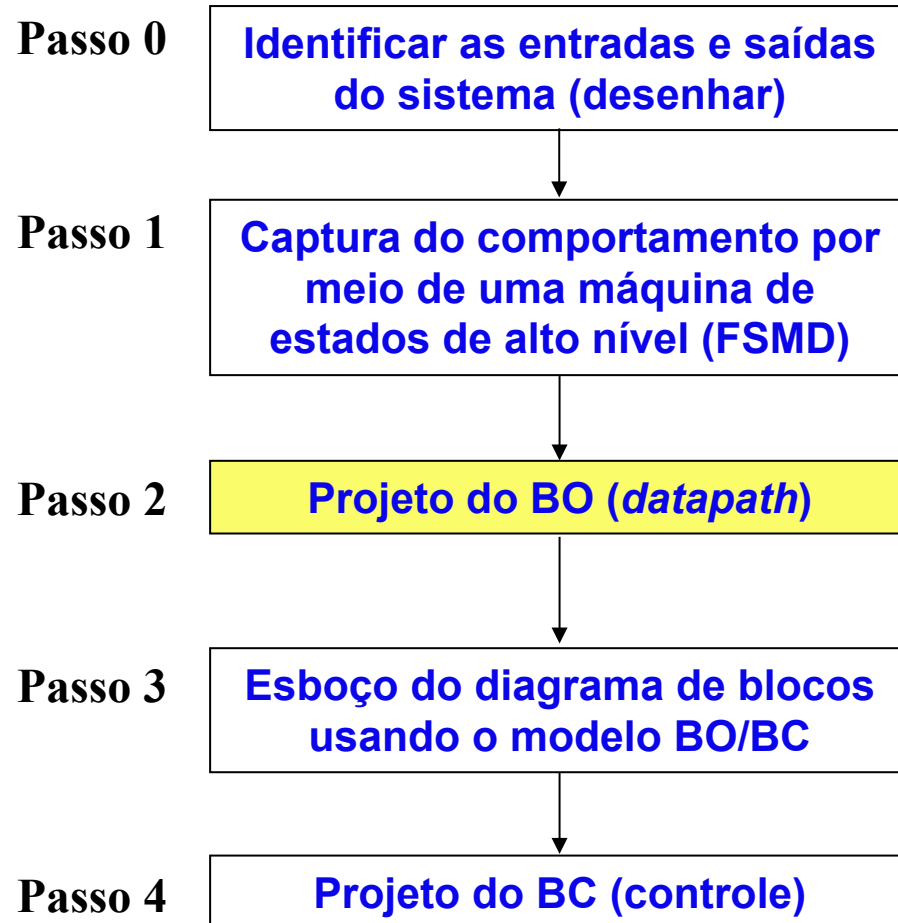 Passo 0
Identificar as entradas e saídas
do sistema (desenhar)
Passo 1
Captura do comportamento por
meio de uma máquina de
estados de alto nível (FSMD)
Passo 2
Projeto do BO (datapath)
Passo 3
Esboço do diagrama de blocos
usando o modelo BO/BC
Passo 4
Projeto do BC (controle)